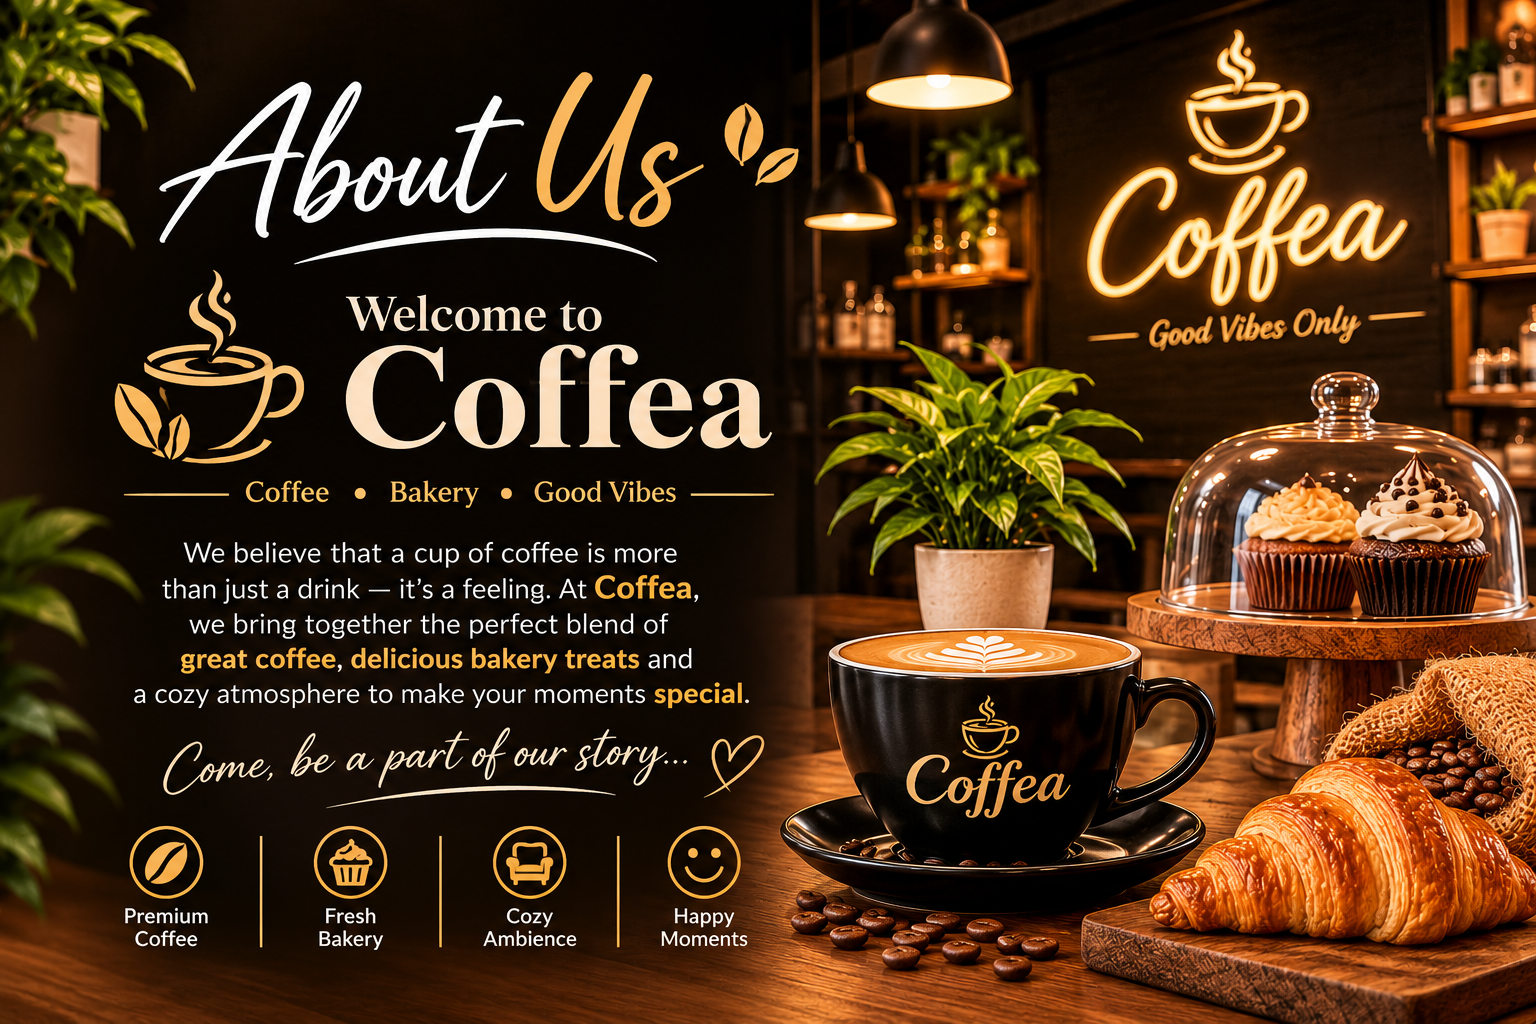 About Us
Welcome to
Coffea
Coffee • Bakery • Good Vibes
We believe that a cup of coffee is more
than just a drink — it's a feeling. At Coffea,
we bring together the perfect blend of
great coffee, delicious bakery treats and
a cozy atmosphere to make your moments special.
Come, be a part of our story...
Premium
Coffee
Fresh
Bakery
Cozy
Ambience
Happy
Moments
Coffea
Good Vibes Only
Coffea